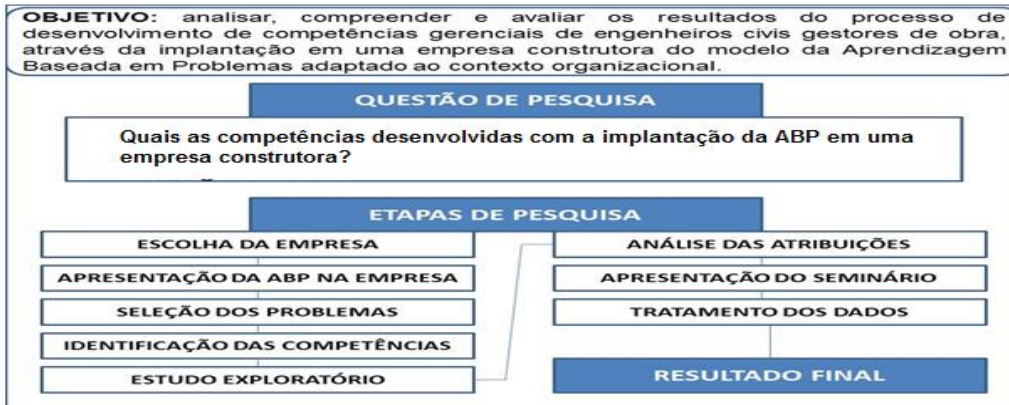 OBJETIVO: analisar, compreender e avaliar os resultados do processo de
desenvolvimento de competências gerenciais de engenheiros civis gestores de obra,
através da implantação em uma empresa construtora do modelo da Aprendizagem
Baseada em Problemas adaptado ao contexto organizacional.
QUESTÃO DE PESQUISA
Quais as competências desenvolvidas com a implantação da ABP em uma
empresa construtora?
ETAPAS DE PESQUISA
ESCOLHA DA EMPRESA
APRESENTAÇÃO DA ABP NA EMPRESA
SELEÇÃO DOS PROBLEMAS
IDENTIFICAÇÃO DAS COMPETÊNCIAS
ESTUDO EXPLORATÓRIO
ANÁLISE DAS ATRIBUIÇÕES
APRESENTAÇÃO DO SEMINÁRIO
TRATAMENTO DOS DADOS
RESULTADO FINAL